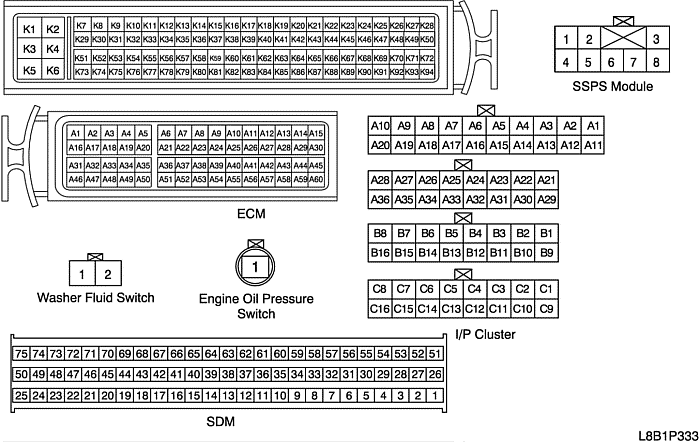 K1 K2
K3 K4
K5 K6
K7 K8 K9 K10 K11 K12 K13 K14 K15 K16 K17 K18 K19 K20 K21 K22 K23 K24 K25 K26 K27 K28
K29 K30 K31 K32 K33 K34 K35 K36 K37 K38 K39 K40 K41 K42 K43 K44 K45 K46 K47 K48 K49 K50
K51 K52 K53 K54 K55 K56 K57 K58 K59 K60 K61 K62 K63 K64 K65 K66 K67 K68 K69 K70 K71 K72
K73 K74 K75 K76 K77 K78 K79 K80 K81 K82 K83 K84 K85 K86 K87 K88 K89 K90 K91 K92 K93 K94
1 2 3
4 5 6 7 8
SSPS Module
A1 A2 A3 A4 A5 A6 A7 A8 A9 A10 A11 A12 A13 A14 A15
A16 A17 A18 A19 A20 A21 A22 A23 A24 A25 A26 A27 A28 A29 A30
A31 A32 A33 A34 A35 A36 A37 A38 A39 A40 A41 A42 A43 A44 A45
A46 A47 A48 A49 A50 A51 A52 A53 A54 A55 A56 A57 A58 A59 A60
ECM
A10 A9 A8 A7 A6 A5 A4 A3 A2 A1
A20 A19 A18 A17 A16 A15 A14 A13 A12 A11
A28 A27 A26 A25 A24 A23 A22 A21
A36 A35 A34 A33 A32 A31 A30 A29
B8 B7 B6 B5 B4 B3 B2 B1
B16 B15 B14 B13 B12 B11 B10 B9
C8 C7 C6 C5 C4 C3 C2 C1
C16 C15 C14 C13 C12 C11 C10 C9
I/P Cluster
1 2
Washer Fluid Switch
1
Engine Oil Pressure
Switch
75 74 73 72 71 70 69 68 67 66 65 64 63 62 61 60 59 58 57 56 55 54 53 52 51
50 49 48 47 46 45 44 43 42 41 40 39 38 37 36 35 34 33 32 31 30 29 28 27 26
25 24 23 22 21 20 19 18 17 16 15 14 13 12 11 10 9 8 7 6 5 4 3 2 1
SDM
L8B1P333